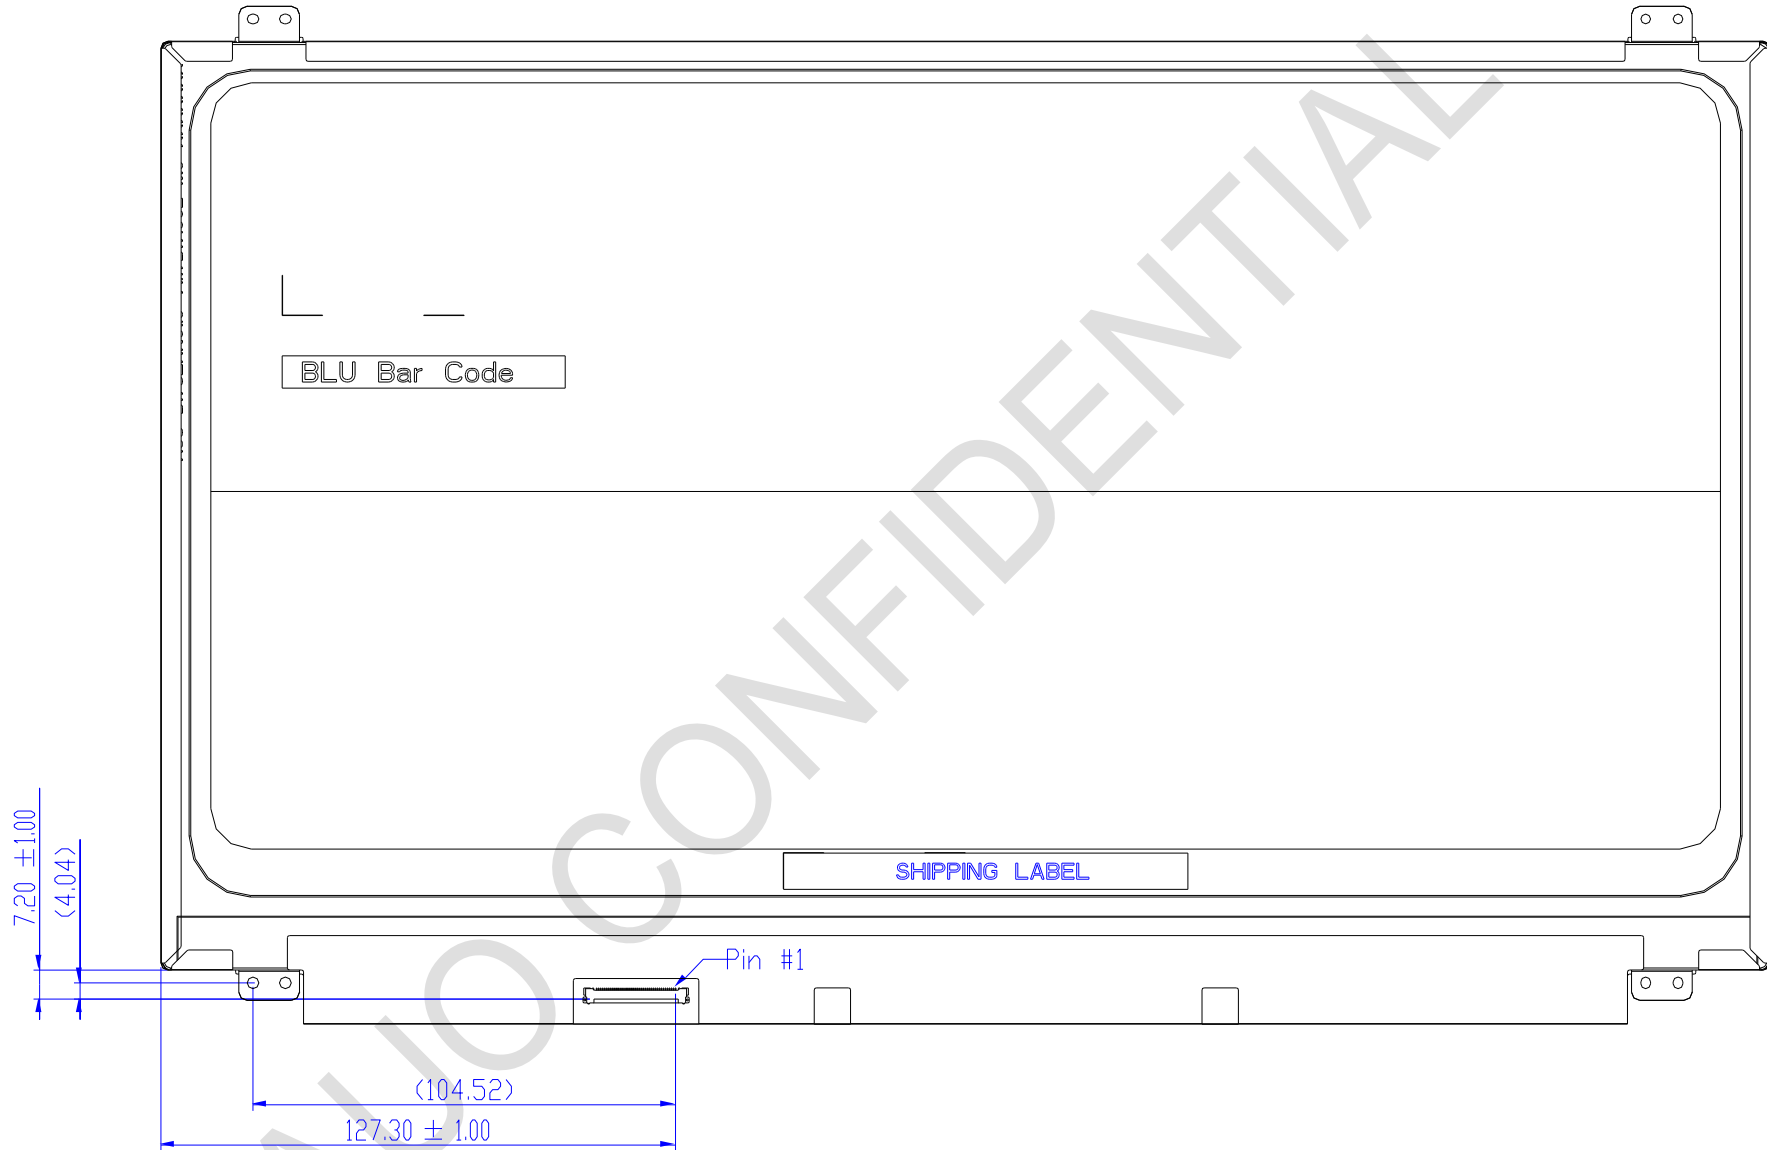 BLU Bar Code
SHIPPING LABEL
7.20 ±1.00
(4.04)
Pin #1
(104.52)
127.30 ± 1.00
AUO CONFIDENTIAL